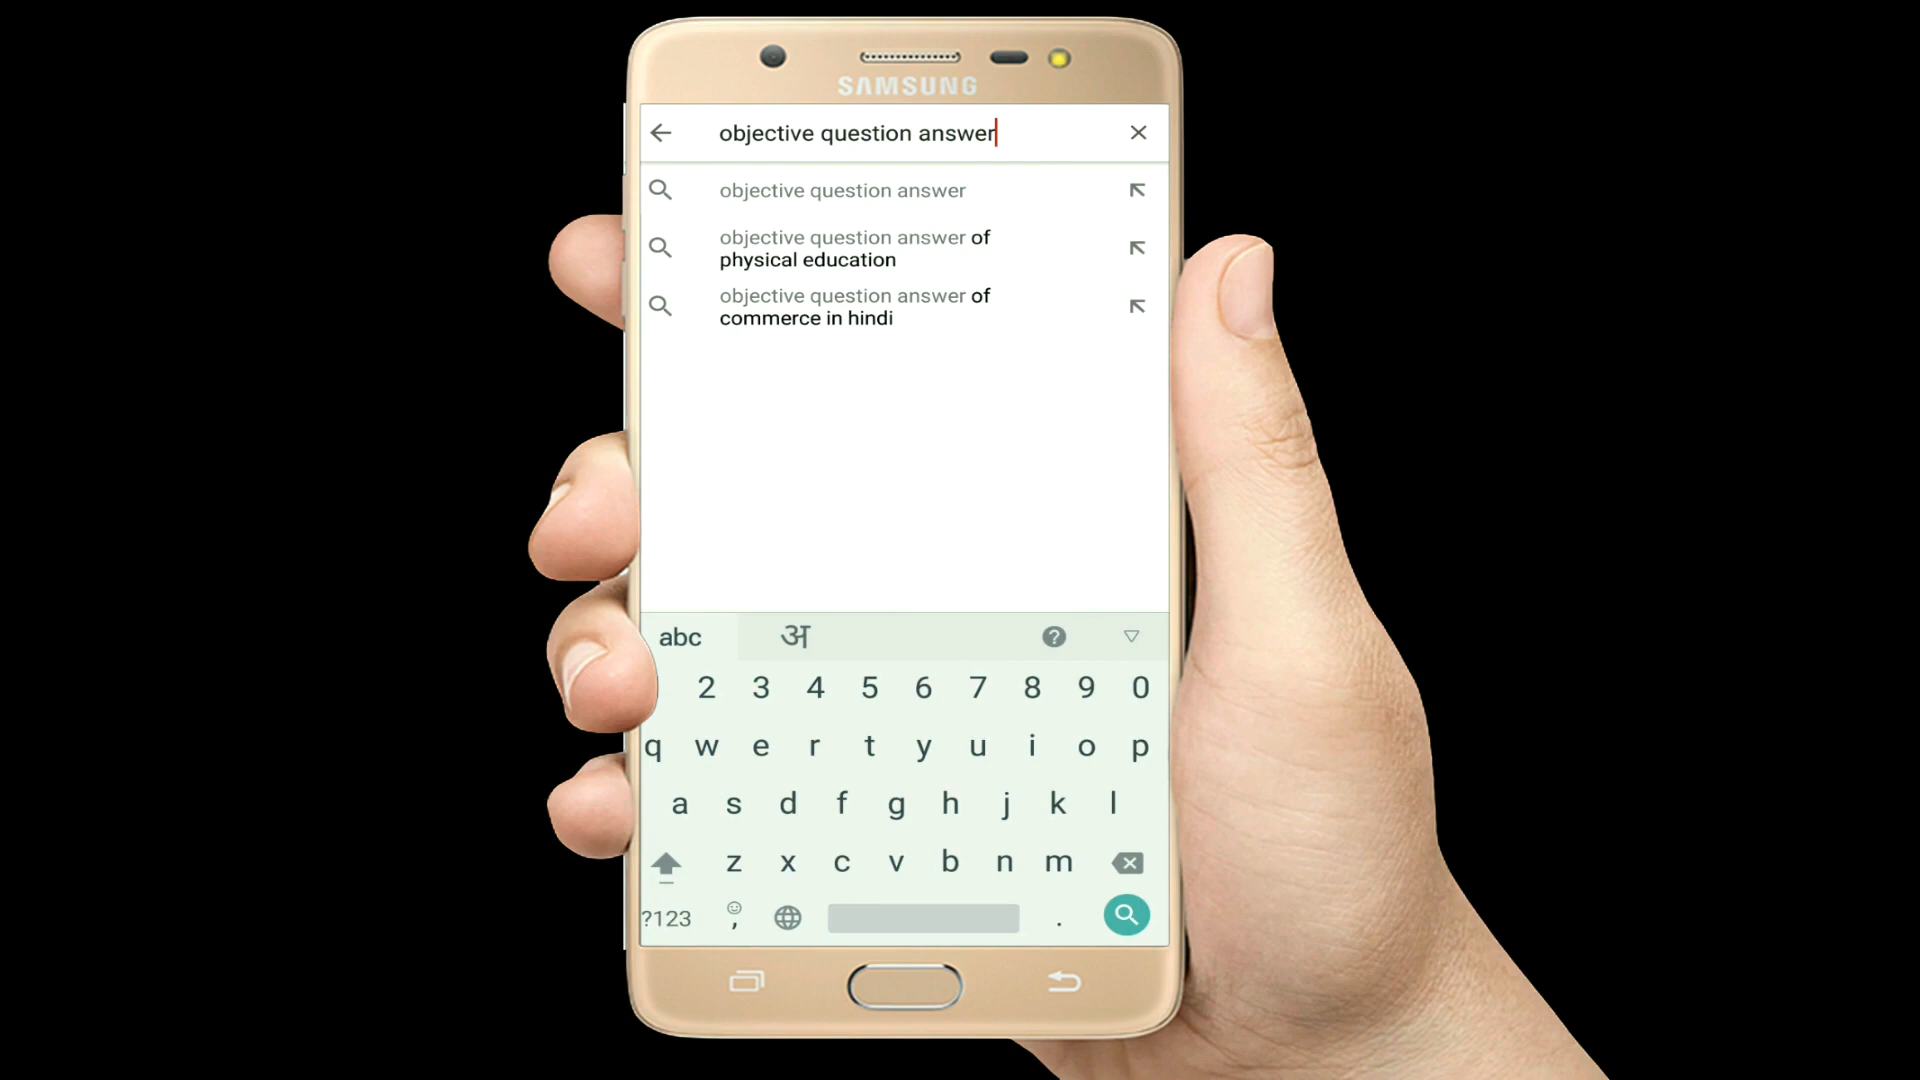 SAMSUNG
objective question answer
objective question answer
objective question answer of
physical education
objective question answer of
commerce in hindi
abc अ ?
2 3 4 5 6 7 8 9 0
q w e r t y u i o p
a s d f g h j k l
z x c v b n m
?123 , .